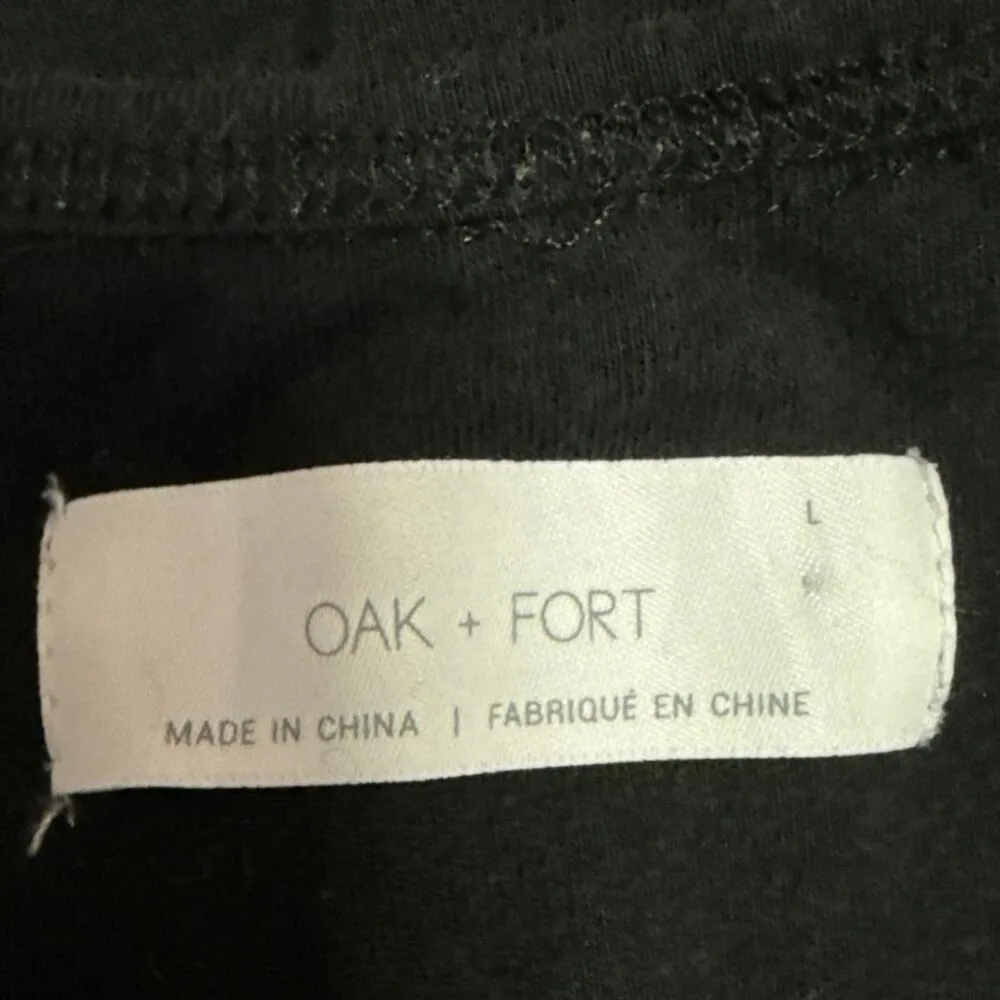 L
OAK + FORT
MADE IN CHINA | FABRIQUÉ EN CHINE